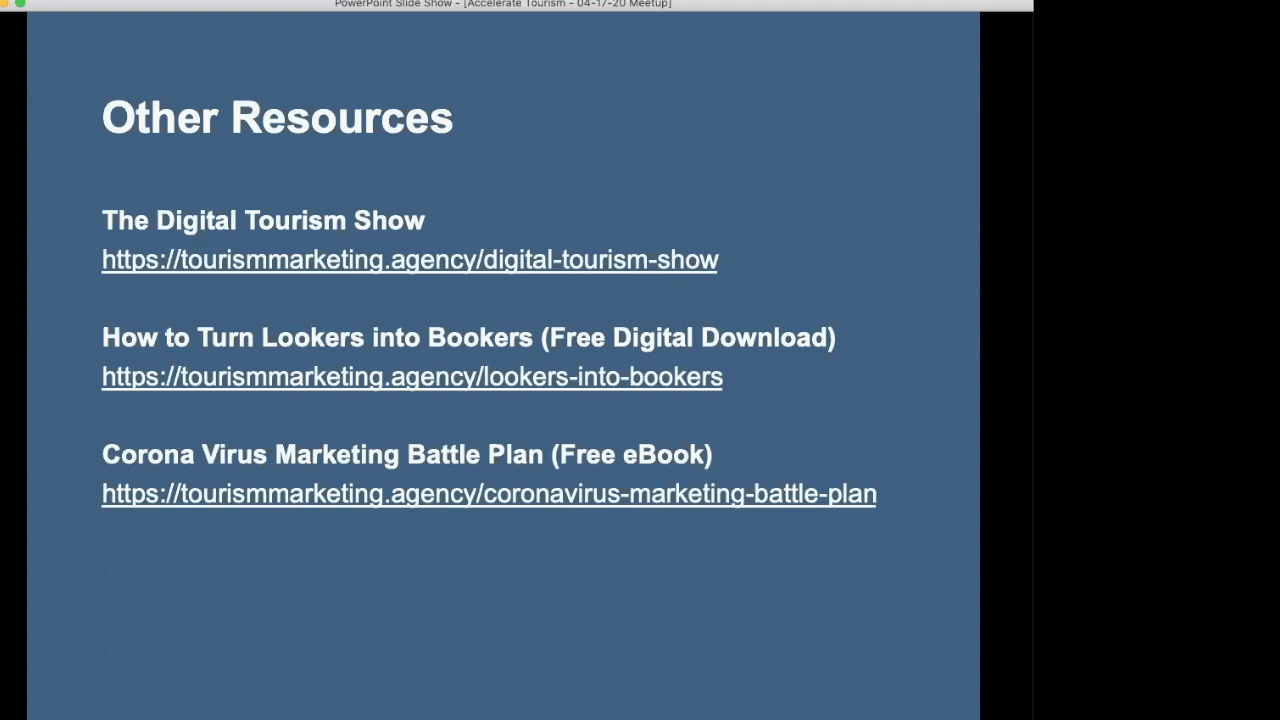 PowerPoint Slide Show - [Accelerate Tourism - 04-17-20 Meetup]
Other Resources
The Digital Tourism Show
https://tourismmarketing.agency/digital-tourism-show
How to Turn Lookers into Bookers (Free Digital Download)
https://tourismmarketing.agency/lookers-into-bookers
Corona Virus Marketing Battle Plan (Free eBook)
https://tourismmarketing.agency/coronavirus-marketing-battle-plan